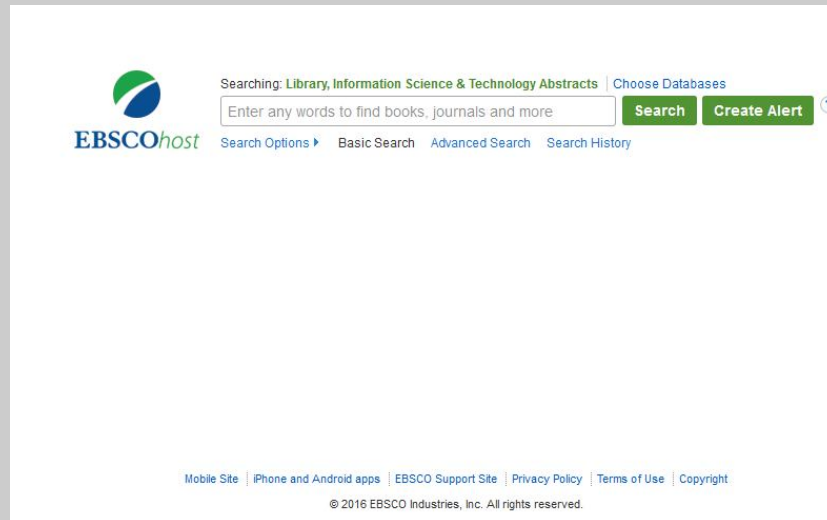 Searching: Library, Information Science & Technology Abstracts Choose Databases
Enter any words to find books, journals and more Search Create Alert
EBSCOhost
Search Options Basic Search Advanced Search Search History
Mobile Site iPhone and Android apps EBSCO Support Site Privacy Policy Terms of Use Copyright
© 2016 EBSCO Industries, Inc. All rights reserved.